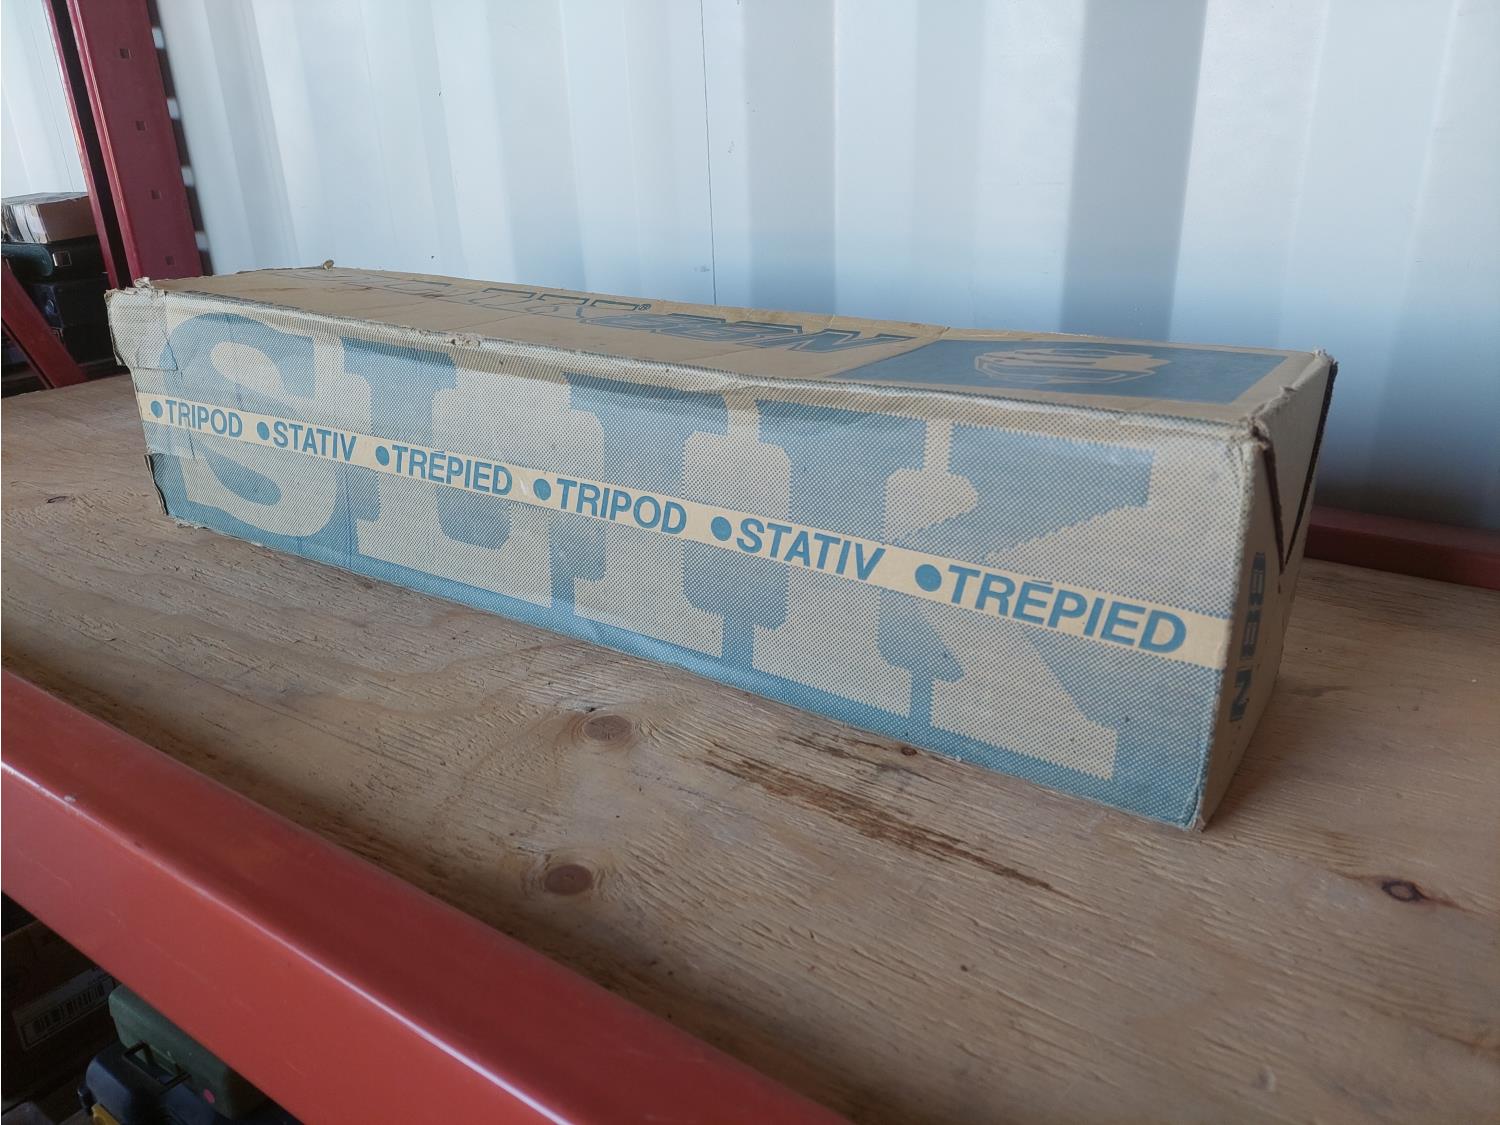 SLIK
●TRIPOD ●STATIV ●TRÉPIED ●TRIPOD ●STATIV ●TRÉPIED